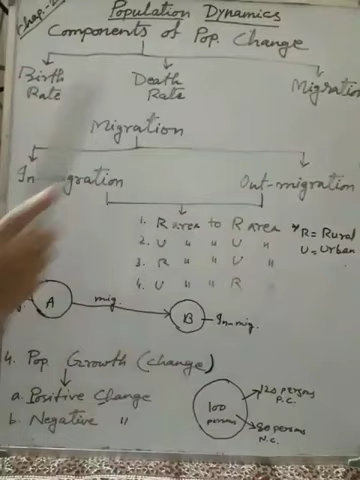 Chap.-2
Population Dynamics
Components of Pop. Change
Birth Rate
Death Rate
Migration
Migration
In-migration
Out-migration
1. R area to R area
2. U " " U "
3. R " " U "
4. U " " R "
* R = Rural
U = Urban
A
mig.
B
In-mig.
4. Pop. Growth (change)
a. Positive Change
b. Negative "
100 persons
120 persons P.C.
80 persons N.C.